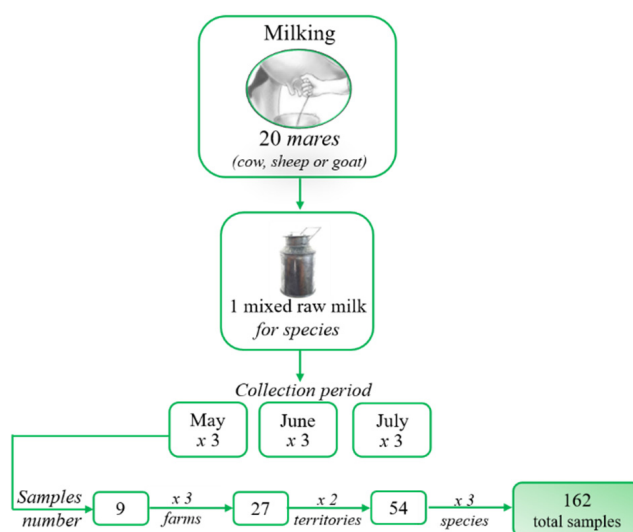 Milking
20 mares
(cow, sheep or goat)
1 mixed raw milk
for species
Collection period
May
x 3
June
x 3
July
x 3
Samples
number
9
x 3
farms
27
x 2
territories
54
x 3
species
162
total samples